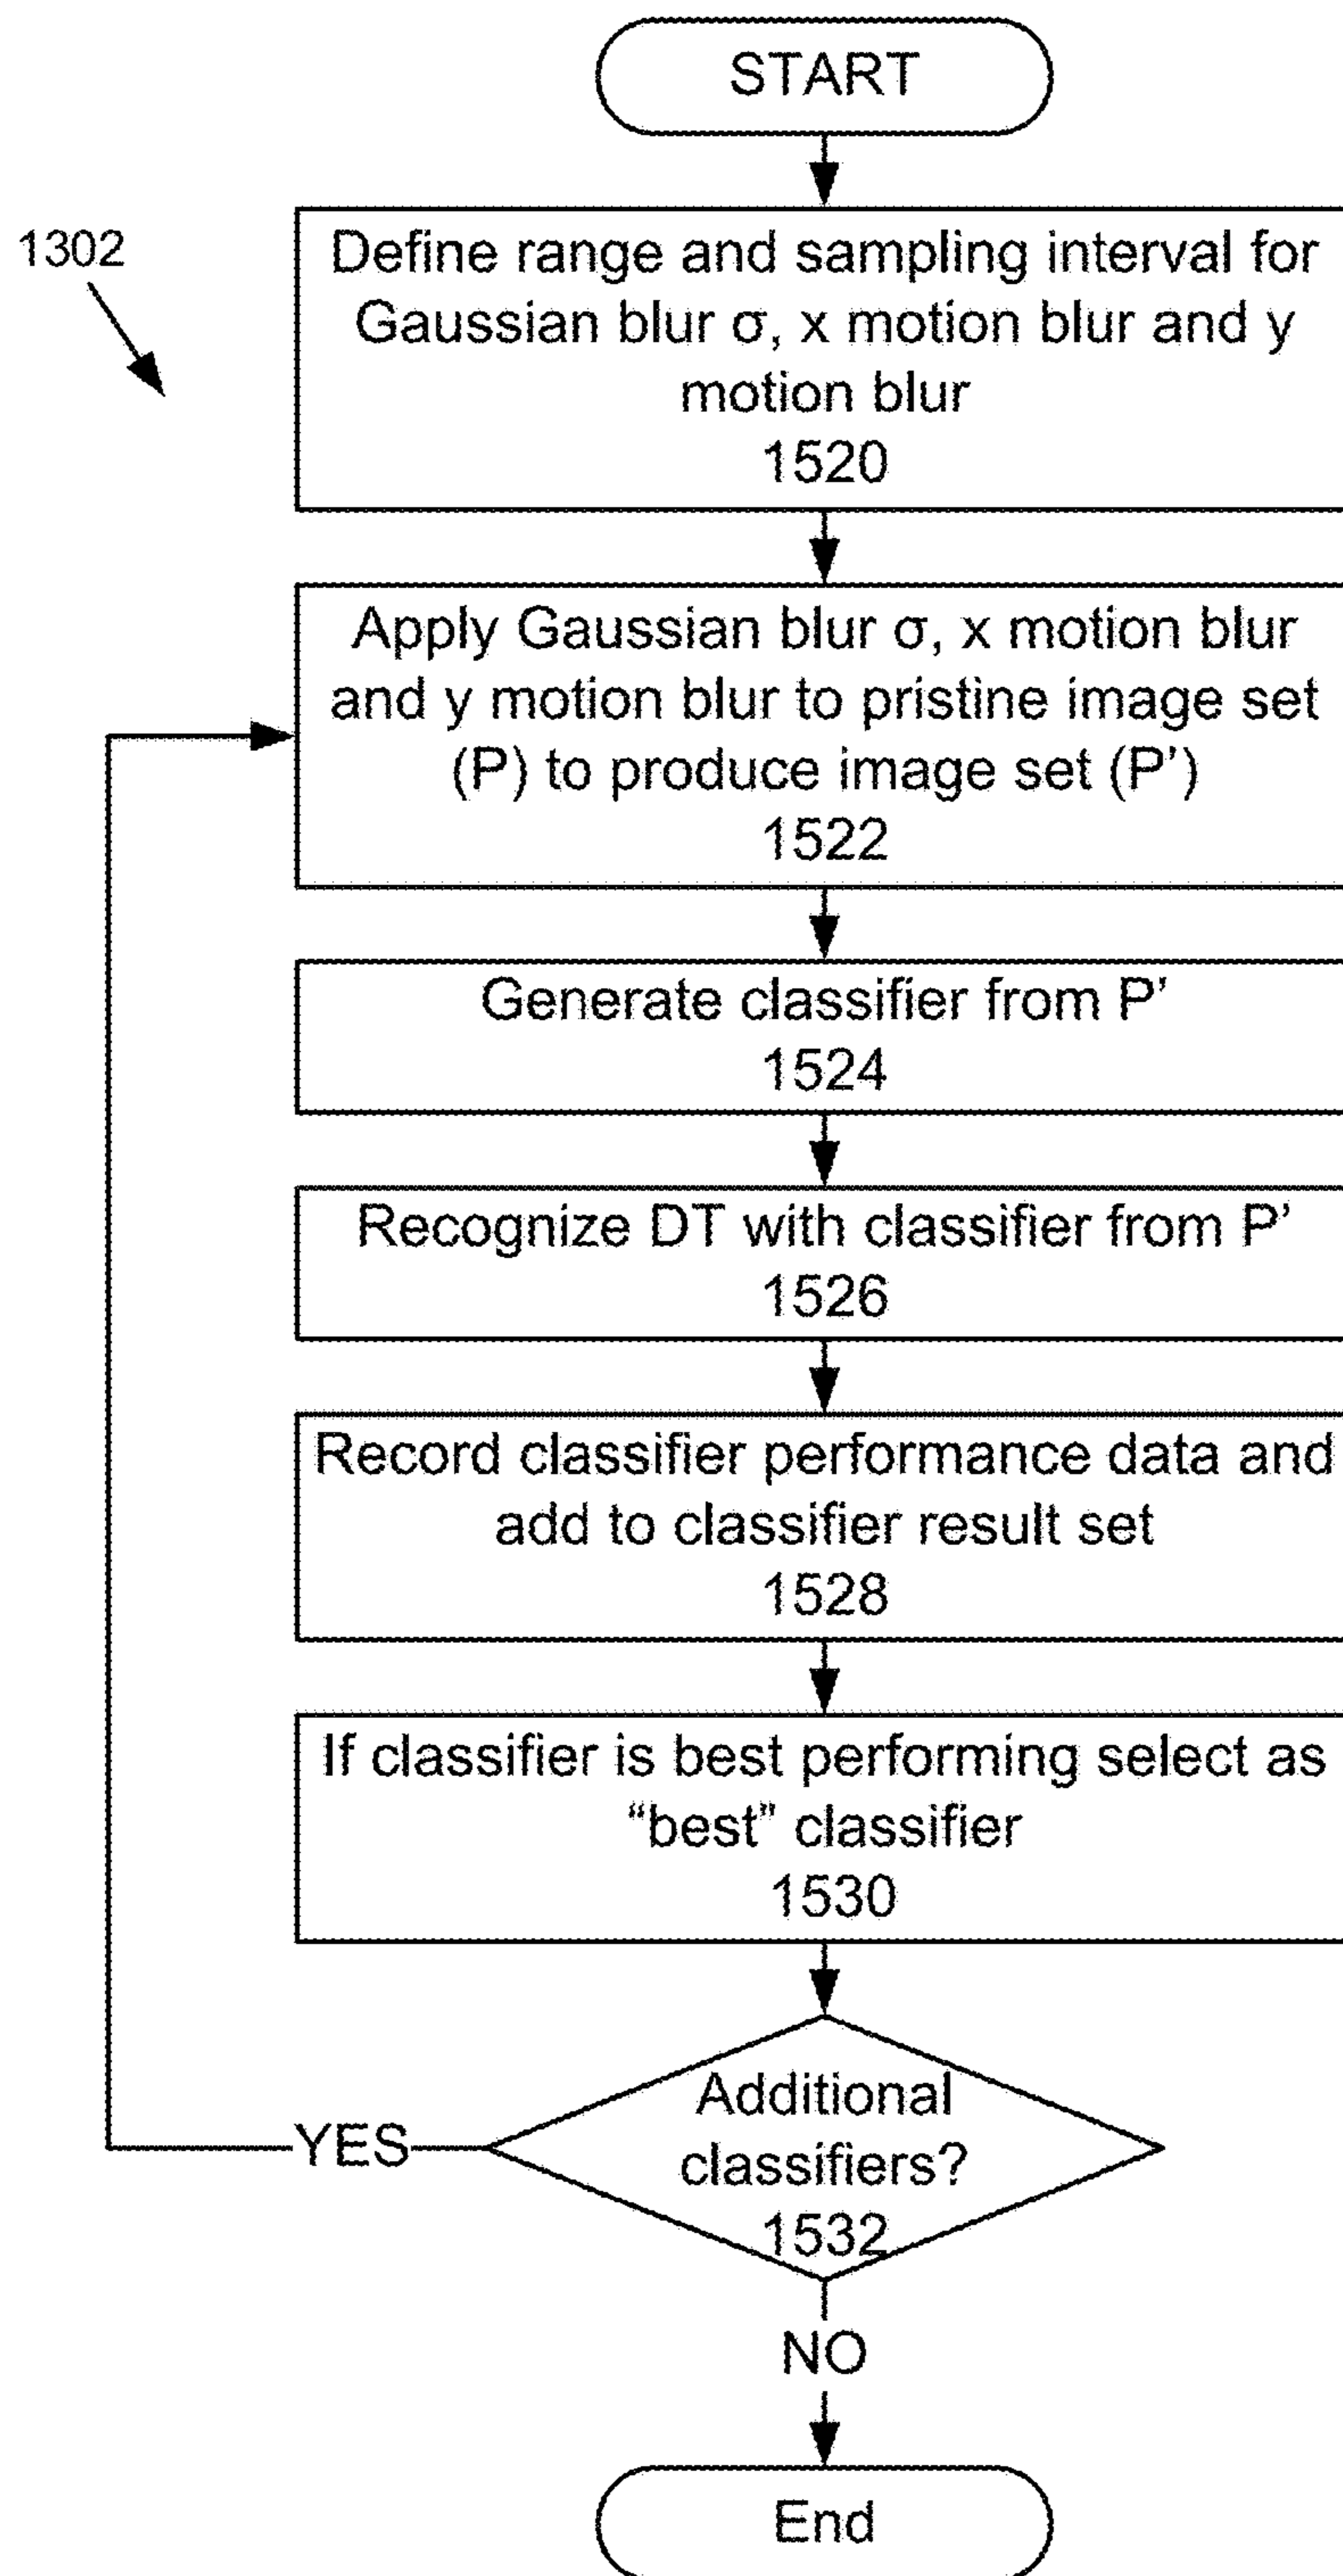 START
1302
Define range and sampling interval for
Gaussian blur σ, x motion blur and y
motion blur
1520
Apply Gaussian blur σ, x motion blur
and y motion blur to pristine image set
(P) to produce image set (P’)
1522
Generate classifier from P’
1524
Recognize DT with classifier from P’
1526
Record classifier performance data and
add to classifier result set
1528
If classifier is best performing select as
“best” classifier
1530
Additional
classifiers?
1532
YES
NO
End